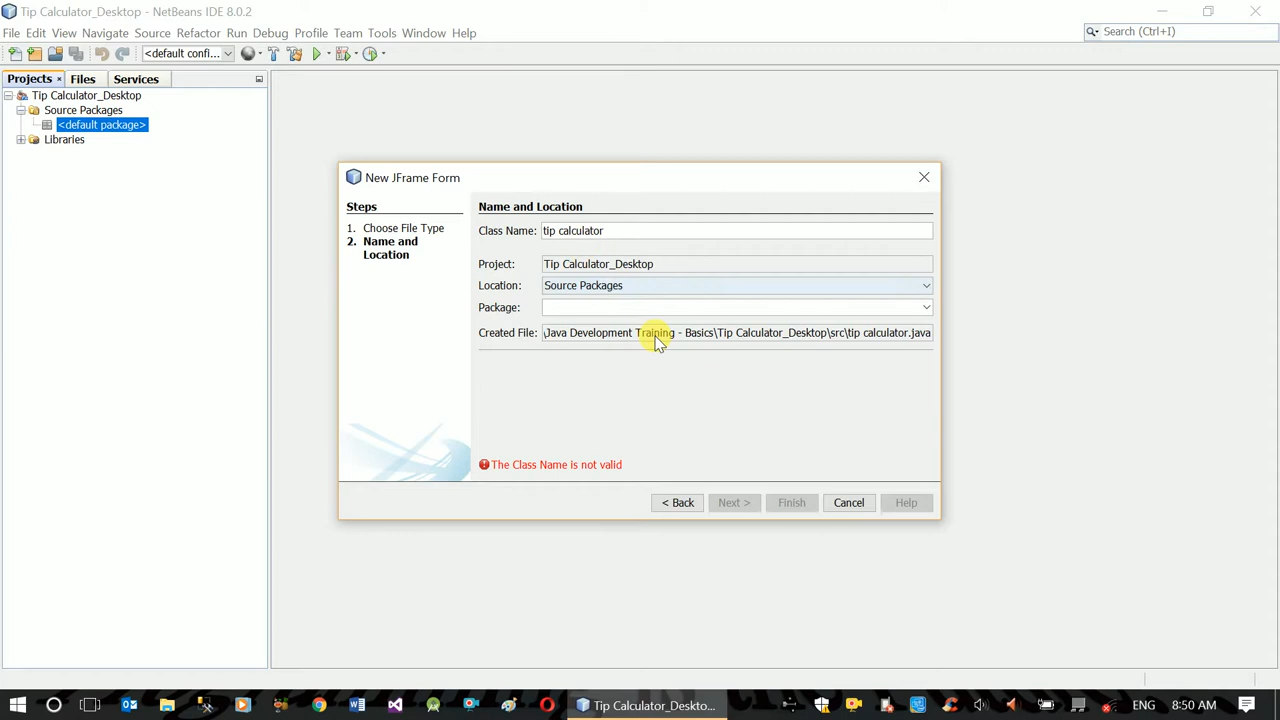 Tip Calculator_Desktop - NetBeans IDE 8.0.2
File Edit View Navigate Source Refactor Run Debug Profile Team Tools Window Help
Search (Ctrl+I)
<default confi...
Projects Files Services
Tip Calculator_Desktop
Source Packages
<default package>
Libraries
New JFrame Form
Steps
1. Choose File Type
2. Name and
Location
Name and Location
Class Name: tip calculator
Project: Tip Calculator_Desktop
Location: Source Packages
Package:
Created File: \Java Development Training - Basics\Tip Calculator_Desktop\src\tip calculator.java
The Class Name is not valid
< Back Next > Finish Cancel Help
Tip Calculator_Deskto...
ENG 8:50 AM